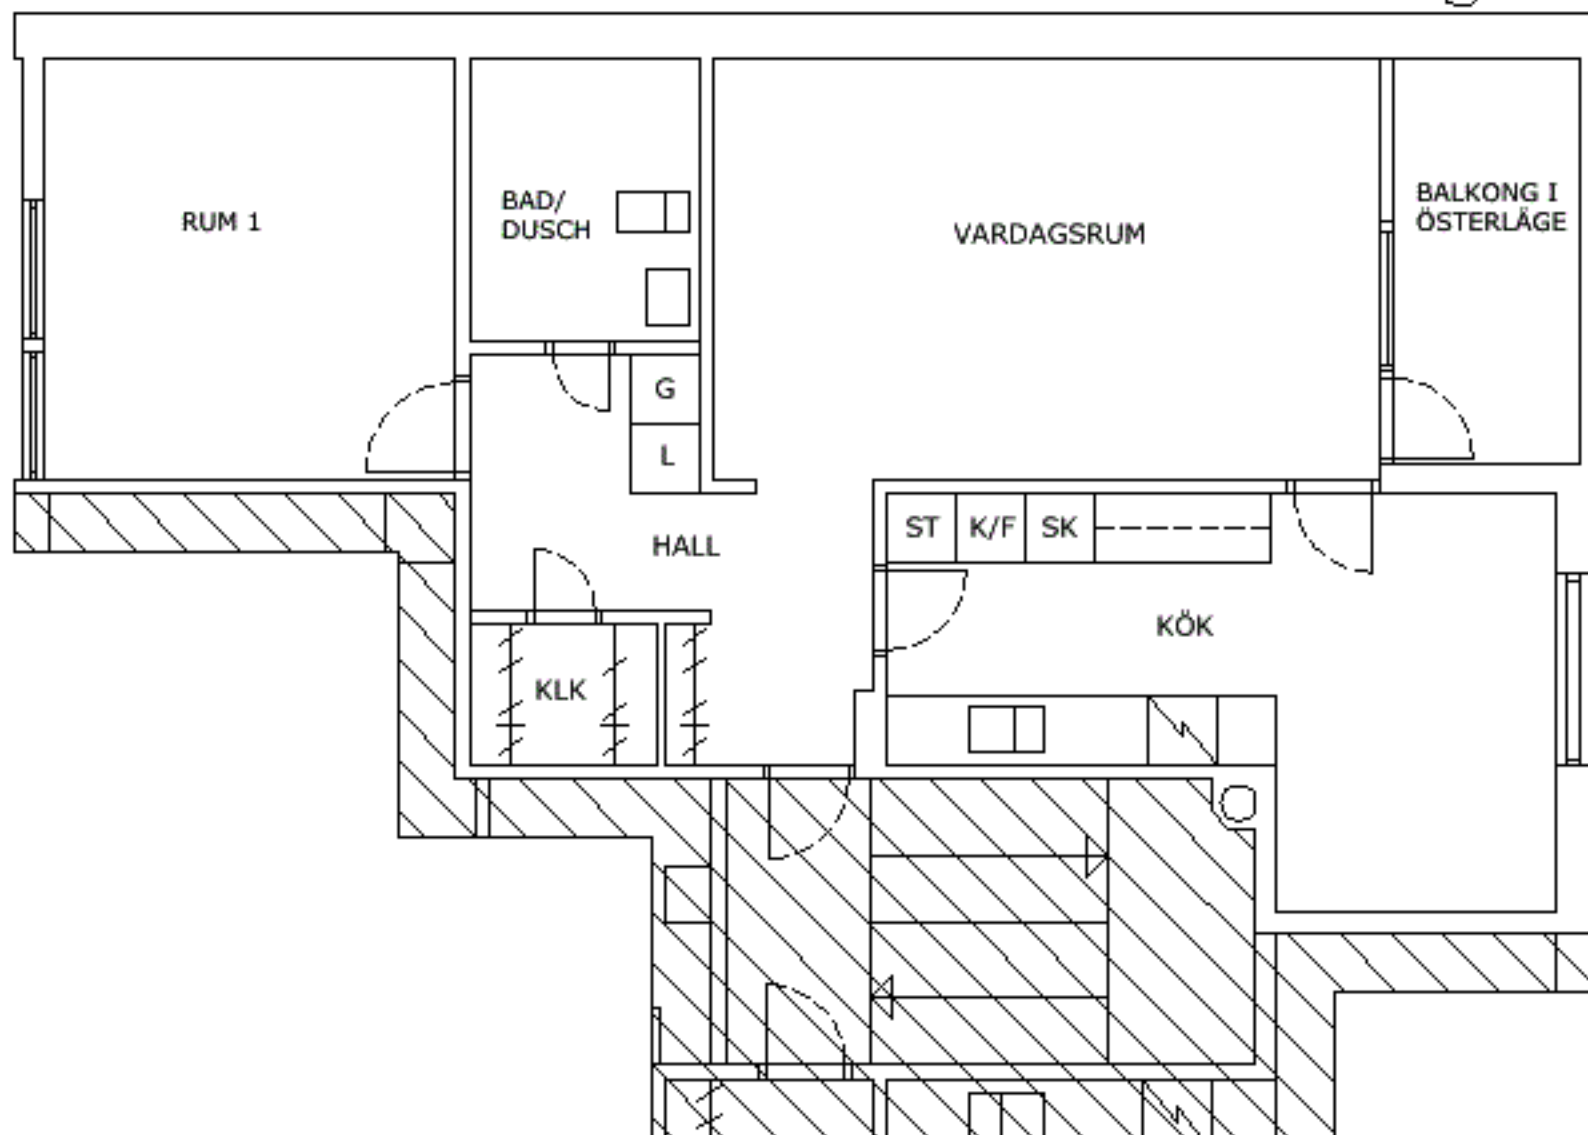 RUM 1
BAD/
DUSCH
VARDAGSRUM
BALKONG I
ÖSTERLÄGE
G
L
HALL
ST
K/F
SK
KÖK
KLK